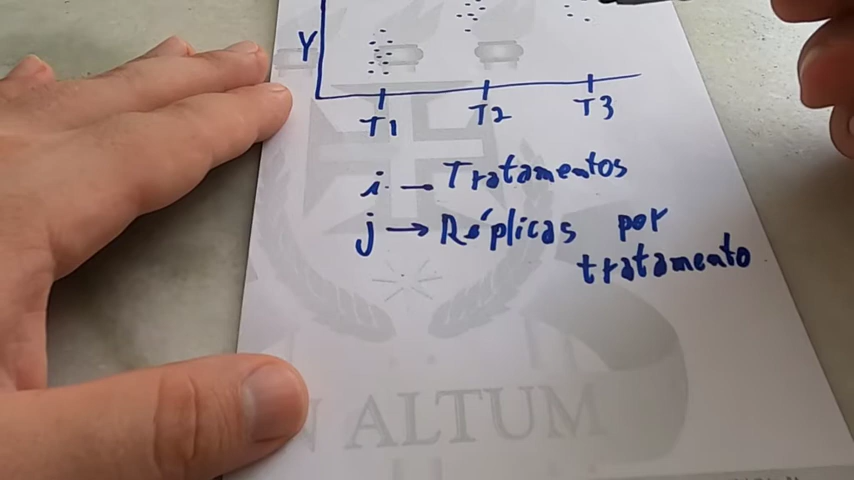 Y
T1 T2 T3
i → Tratamentos
j → Réplicas por
tratamento
N ALTUM